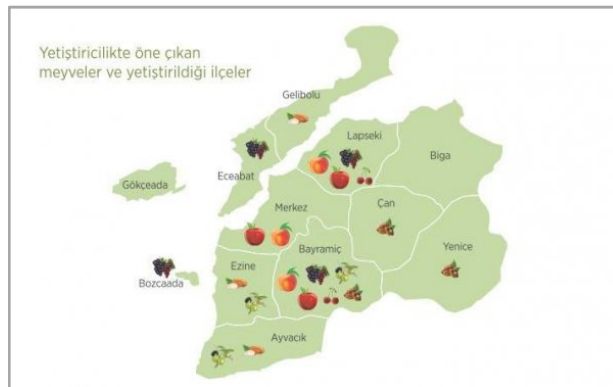 Yetiştiricilikte öne çıkan
meyveler ve yetiştirildiği ilçeler
Gelibolu
Lapseki
Biga
Eceabat
Gökçeada
Merkez
Çan
Bayramiç
Yenice
Ezine
Bozcaada
Ayvacık